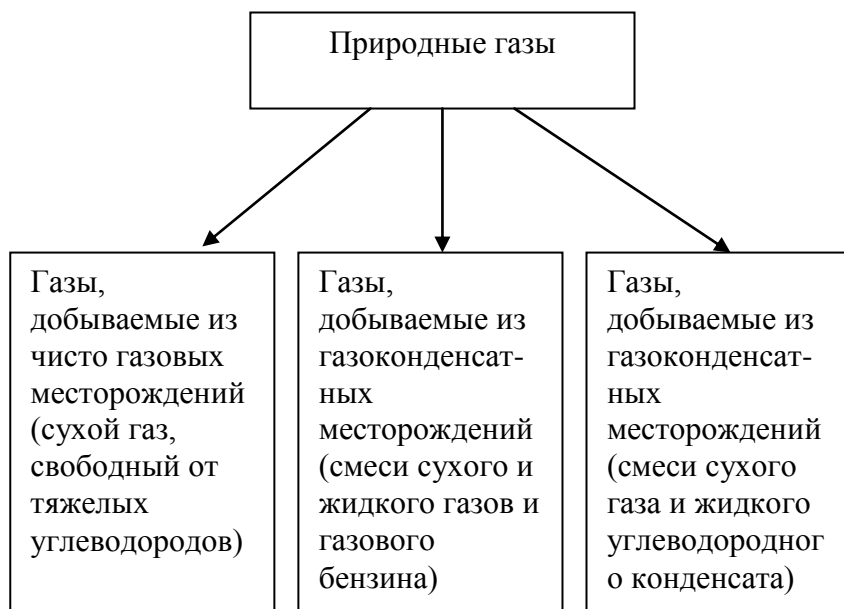 Природные газы
Газы,
добываемые из
чисто газовых
месторождений
(сухой газ,
свободный от
тяжелых
углеводородов)
Газы,
добываемые из
газоконденсат-
ных
месторождений
(смеси сухого и
жидкого газов и
газового
бензина)
Газы,
добываемые из
газоконденсат-
ных
месторождений
(смеси сухого
газа и жидкого
углеводородног
о конденсата)